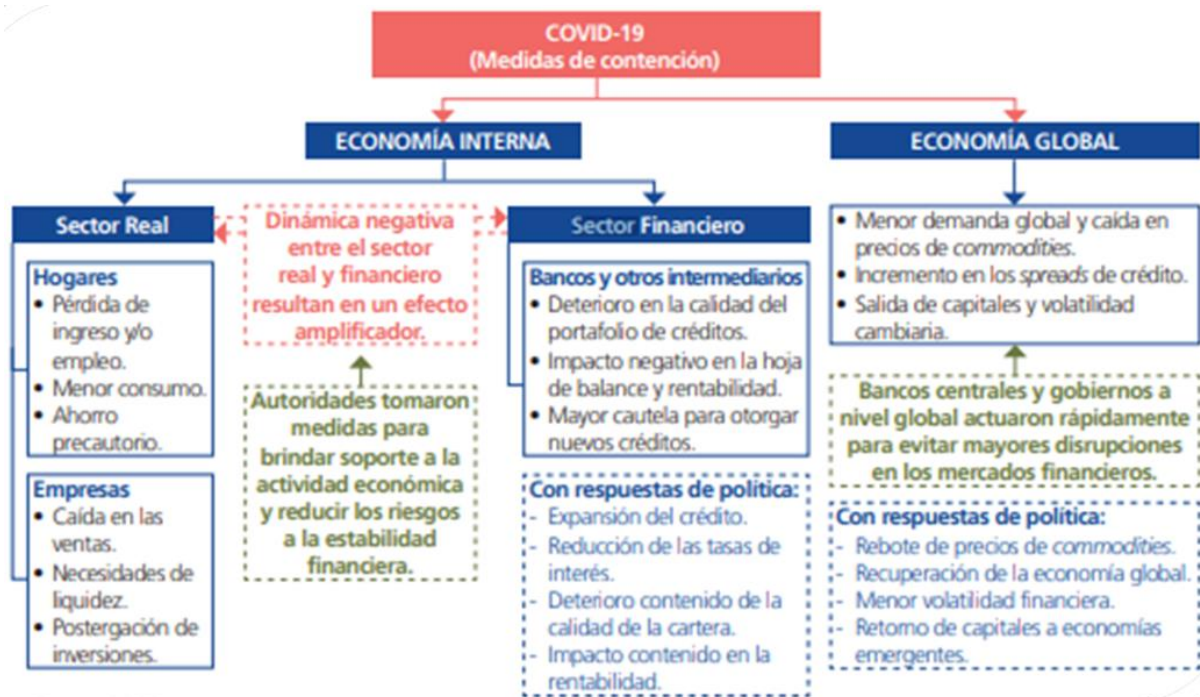 COVID-19
(Medidas de contención)
ECONOMÍA INTERNA
ECONOMÍA GLOBAL
Sector Real
Hogares
• Pérdida de
ingreso y/o
empleo.
• Menor consumo.
• Ahorro
precautorio.
Empresas
• Caída en las
ventas.
• Necesidades de
liquidez.
• Postergación de
inversiones.
Dinámica negativa
entre el sector
real y financiero
resultan en un efecto
amplificador.
Autoridades tomaron
medidas para
brindar soporte a la
actividad económica
y reducir los riesgos
a la estabilidad
financiera.
Sector Financiero
Bancos y otros intermediarios
• Deterioro en la calidad del
portafolio de créditos.
• Impacto negativo en la hoja
de balance y rentabilidad.
• Mayor cautela para otorgar
nuevos créditos.
Con respuestas de política:
- Expansión del crédito.
- Reducción de las tasas de
interés.
- Deterioro contenido de la
calidad de la cartera.
- Impacto contenido en la
rentabilidad.
• Menor demanda global y caída en
precios de commodities.
• Incremento en los spreads de crédito.
• Salida de capitales y volatilidad
cambiaria.
Bancos centrales y gobiernos a
nivel global actuaron rápidamente
para evitar mayores disrupciones
en los mercados financieros.
Con respuestas de política:
- Rebote de precios de commodities.
- Recuperación de la economía global.
- Menor volatilidad financiera.
- Retorno de capitales a economías
emergentes.